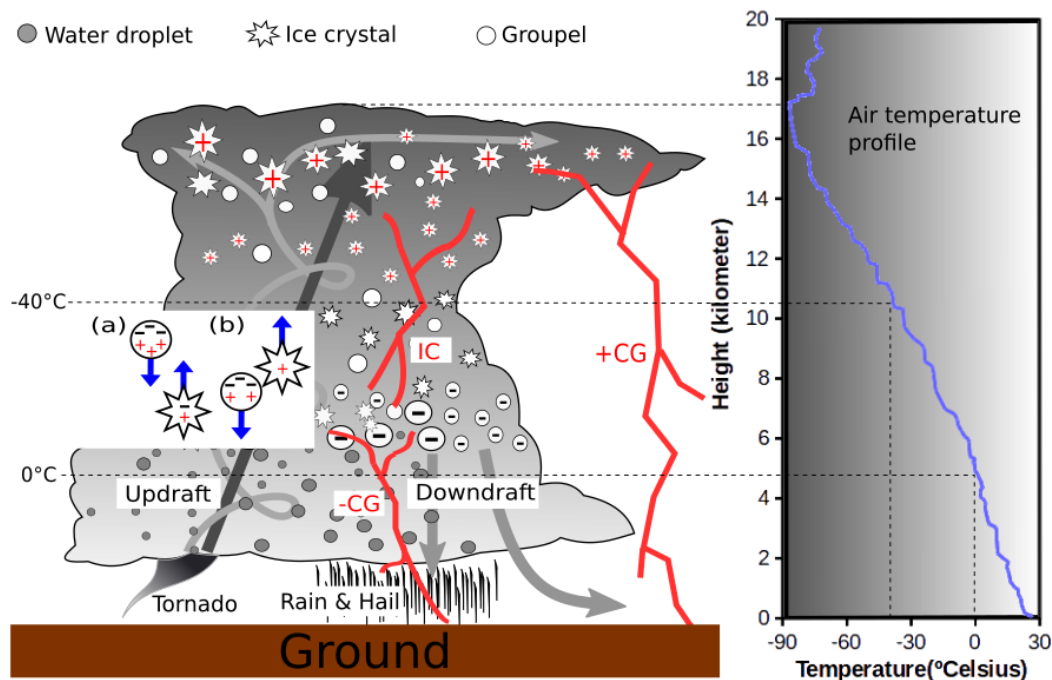 Water droplet
Ice crystal
Groupel
-40°C
(a)
(b)
IC
+CG
0°C
Updraft
-CG
Downdraft
Tornado
Rain & Hail
Ground
Air temperature
profile
Height (kilometer)
20
18
16
14
12
10
8
6
4
2
0
-90
-60
-30
0
30
Temperature(ºCelsius)